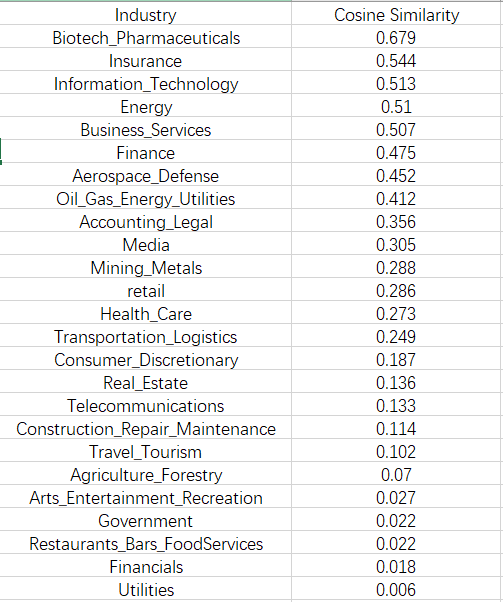 Industry Cosine Similarity
Biotech_Pharmaceuticals 0.679
Insurance 0.544
Information_Technology 0.513
Energy 0.51
Business_Services 0.507
Finance 0.475
Aerospace_Defense 0.452
Oil_Gas_Energy_Utilities 0.412
Accounting_Legal 0.356
Media 0.305
Mining_Metals 0.288
retail 0.286
Health_Care 0.273
Transportation_Logistics 0.249
Consumer_Discretionary 0.187
Real_Estate 0.136
Telecommunications 0.133
Construction_Repair_Maintenance 0.114
Travel_Tourism 0.102
Agriculture_Forestry 0.07
Arts_Entertainment_Recreation 0.027
Government 0.022
Restaurants_Bars_FoodServices 0.022
Financials 0.018
Utilities 0.006